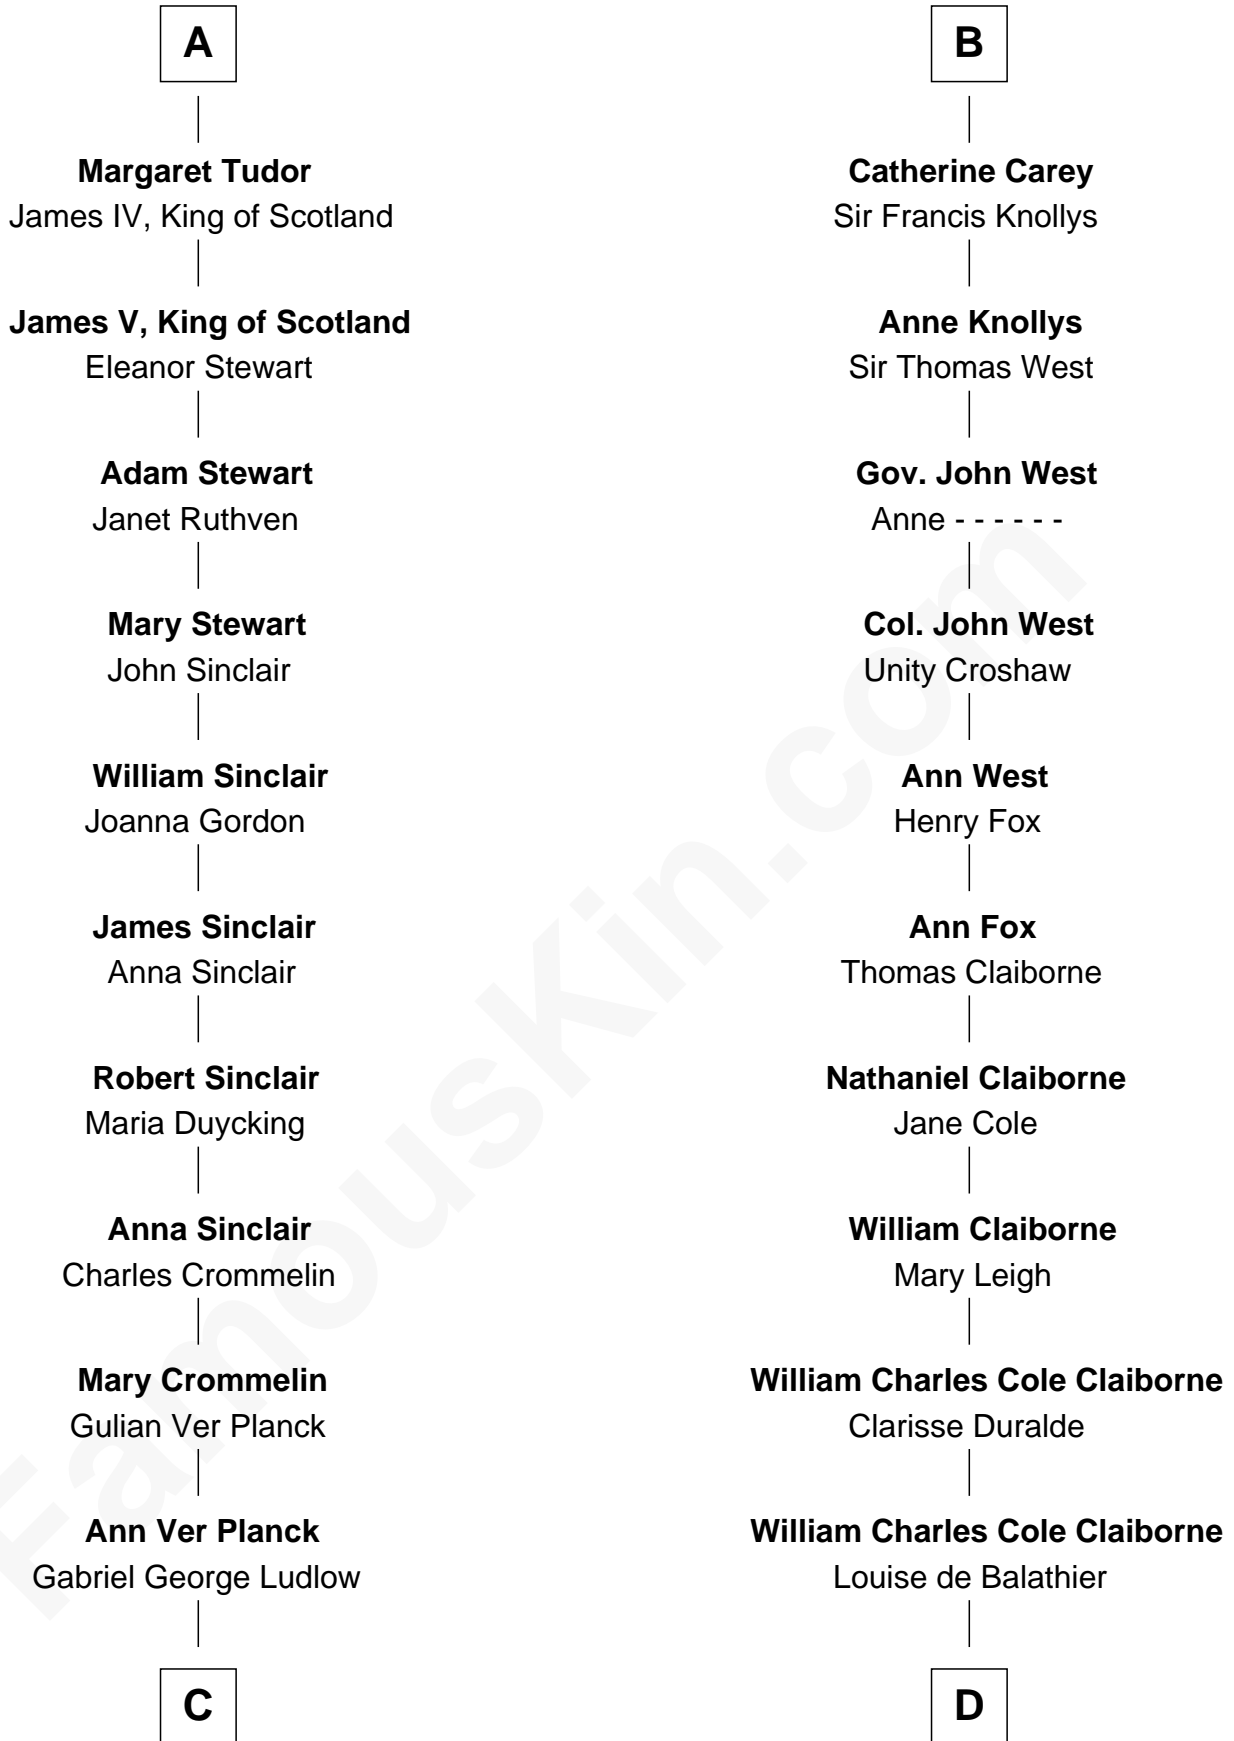 A
Margaret Tudor
James IV, King of Scotland
James V, King of Scotland
Eleanor Stewart
Adam Stewart
Janet Ruthven
Mary Stewart
John Sinclair
William Sinclair
Joanna Gordon
James Sinclair
Anna Sinclair
Robert Sinclair
Maria Duycking
Anna Sinclair
Charles Crommelin
Mary Crommelin
Gulian Ver Planck
Ann Ver Planck
Gabriel George Ludlow
C
B
Catherine Carey
Sir Francis Knollys
Anne Knollys
Sir Thomas West
Gov. John West
Anne - - - - - -
Col. John West
Unity Croshaw
Ann West
Henry Fox
Ann Fox
Thomas Claiborne
Nathaniel Claiborne
Jane Cole
William Claiborne
Mary Leigh
William Charles Cole Claiborne
Clarisse Duralde
William Charles Cole Claiborne
Louise de Balathier
D
FamousKin.com